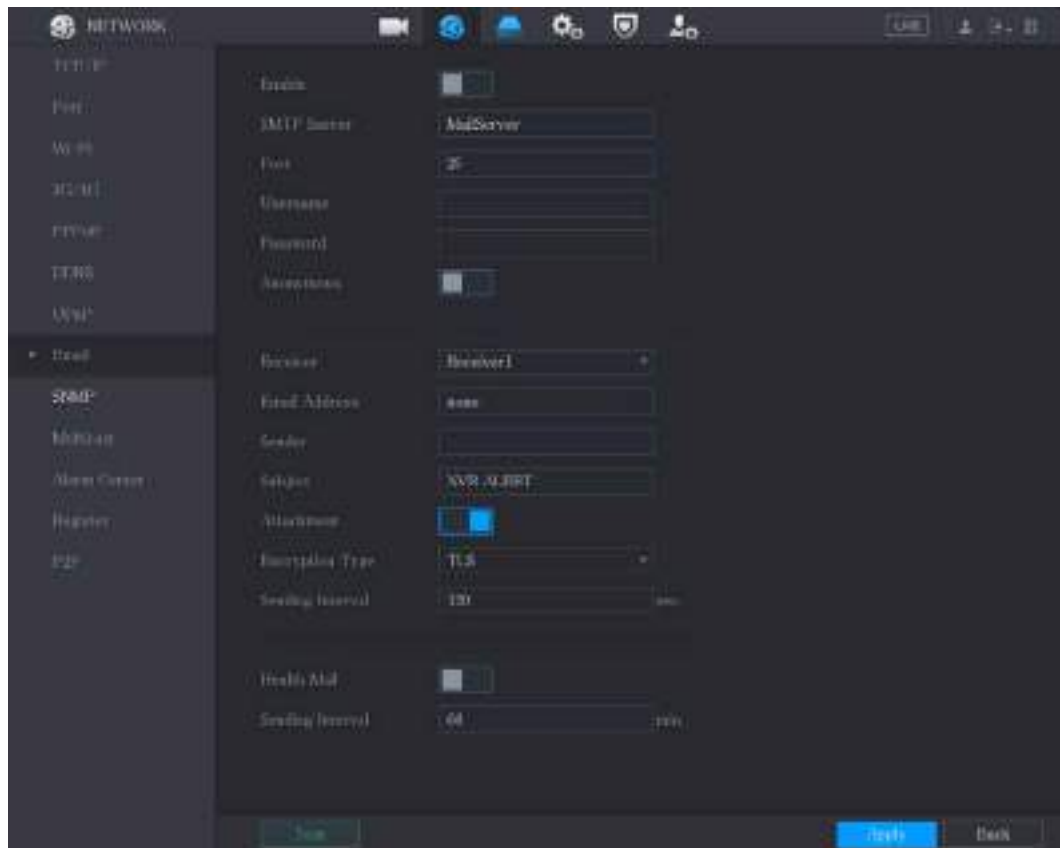 NETWORK
LIVE
TCP/IP
Port
Wi-Fi
3G/4G
PPPoE
DDNS
UPnP
Email
SNMP
Multicast
Alarm Center
Register
P2P
Enable
SMTP Server MailServer
Port 25
Username
Password
Anonymous
Receiver Receiver1
Email Address none
Sender
Subject NVR ALERT
Attachment
Encryption Type TLS
Sending Interval 120 sec.
Health Mail
Sending Interval 60 min.
Test Apply Back